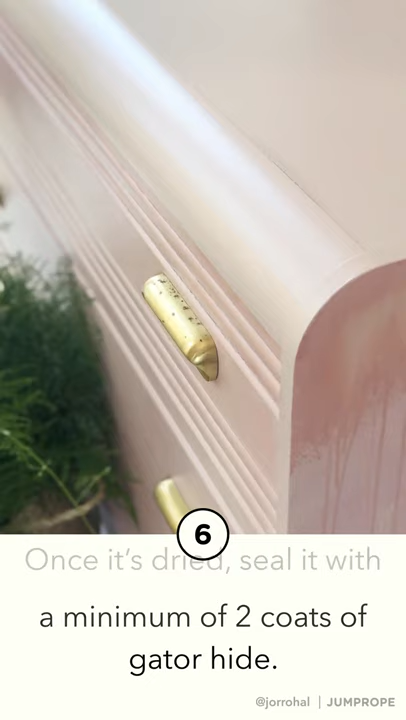 6
Once it's dried, seal it with
a minimum of 2 coats of
gator hide.
@jorrohal | JUMPROPE